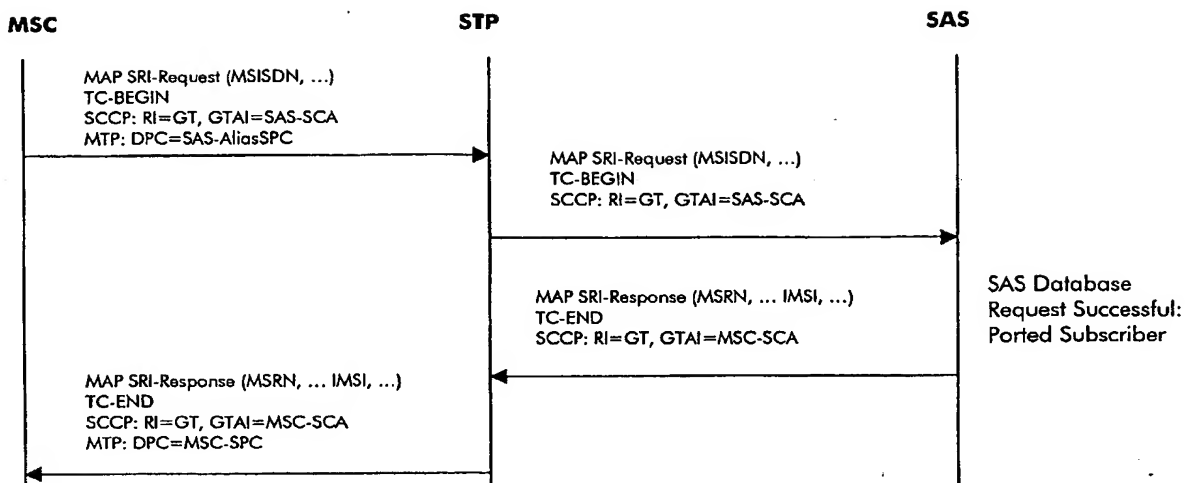 MSC
STP
SAS
MAP SRI-Request (MSISDN, ...)
TC-BEGIN
SCCP: RI=GT, GTAI=SAS-SCA
MTP: DPC=SAS-AliasSPC
MAP SRI-Request (MSISDN, ...)
TC-BEGIN
SCCP: RI=GT, GTAI=SAS-SCA
SAS Database
Request Successful:
Ported Subscriber
MAP SRI-Response (MSRN, ... IMSI, ...)
TC-END
SCCP: RI=GT, GTAI=MSC-SCA
MAP SRI-Response (MSRN, ... IMSI, ...)
TC-END
SCCP: RI=GT, GTAI=MSC-SCA
MTP: DPC=MSC-SPC